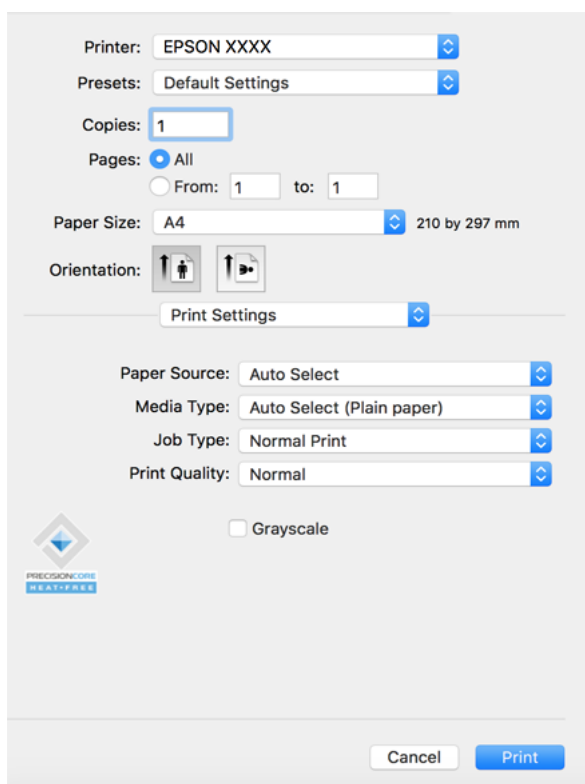 Printer: EPSON XXXX
Presets: Default Settings
Copies: 1
Pages: All
From: 1 to: 1
Paper Size: A4 210 by 297 mm
Orientation:
Print Settings
Paper Source: Auto Select
Media Type: Auto Select (Plain paper)
Job Type: Normal Print
Print Quality: Normal
Grayscale
PRECISIONCORE
HEAT-FREE
Cancel Print